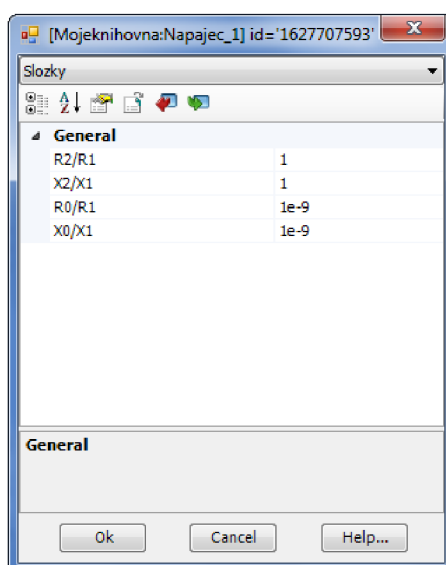 [Mojeknihovna:Napajec_1] id='1627707593'
Slozky
General
R2/R1 1
X2/X1 1
R0/R1 1e-9
X0/X1 1e-9
General
Ok Cancel Help...